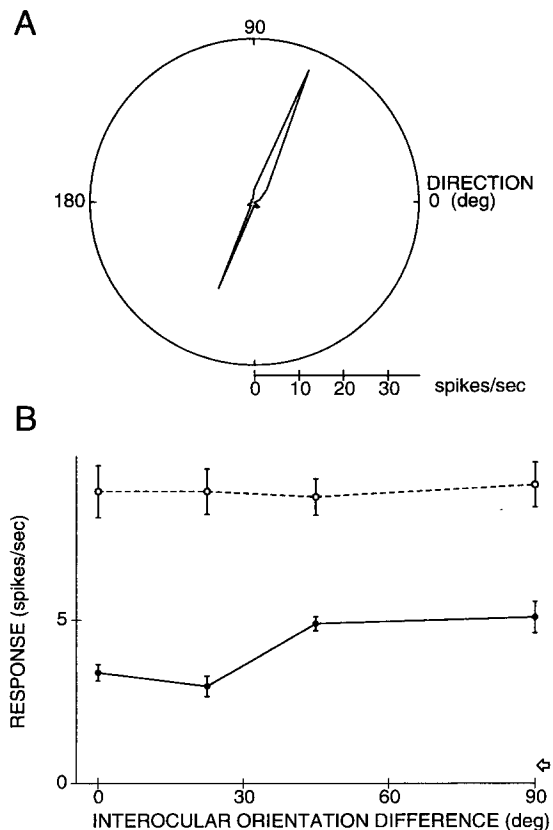 A
90
180
DIRECTION
0 (deg)
0 10 20 30 spikes/sec
B
RESPONSE (spikes/sec)
5
0
0 30 60 90
INTEROCULAR ORIENTATION DIFFERENCE (deg)